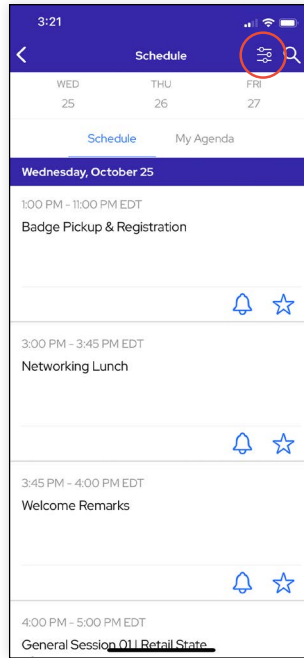 3:21
Schedule
WED THU FRI
25 26 27
Schedule My Agenda
Wednesday, October 25
1:00 PM - 11:00 PM EDT
Badge Pickup & Registration
3:00 PM - 3:45 PM EDT
Networking Lunch
3:45 PM - 4:00 PM EDT
Welcome Remarks
4:00 PM - 5:00 PM EDT
General Session 01 | Retail State